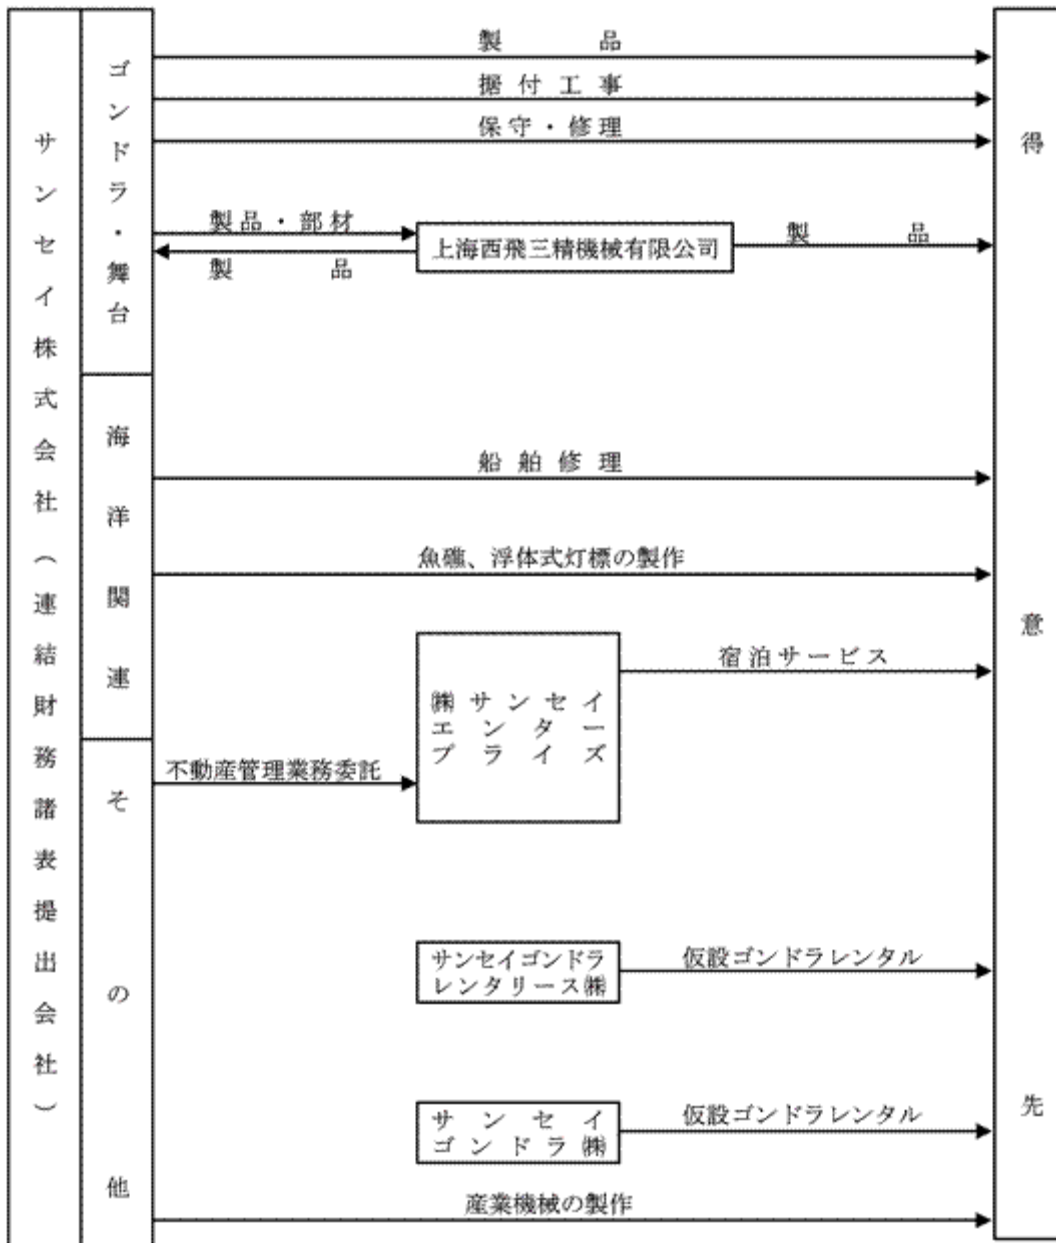 サンセイ株式会社（連結財務諸表提出会社）
ゴンドラ・舞台
製品
据付工事
保守・修理
製品・部材
上海西飛三精機械有限公司
製品
製品
海洋関連
船舶修理
魚礁、浮体式灯標の製作
㈱サンセイ
エンター
プライズ
宿泊サービス
その他
不動産管理業務委託
サンセイゴンドラ
レンタリース㈱
仮設ゴンドラレンタル
サンセイ
ゴンドラ㈱
仮設ゴンドラレンタル
産業機械の製作
得意先